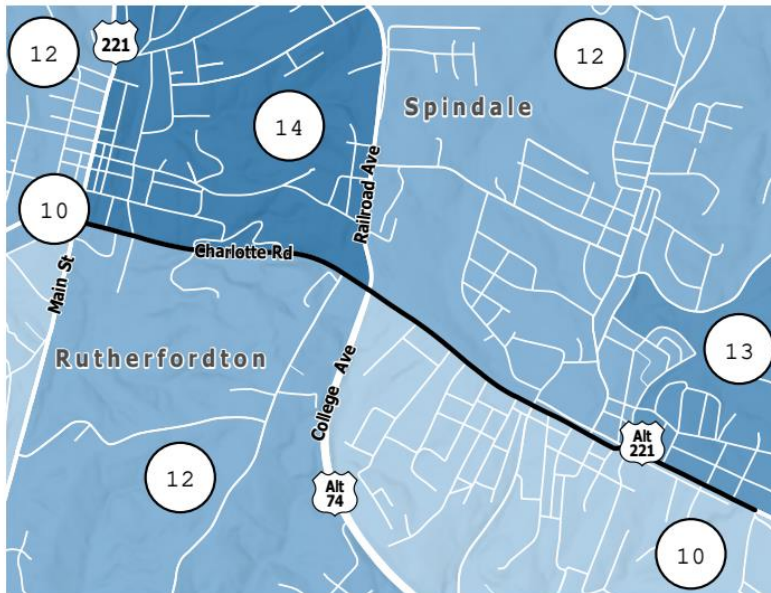 221
12
12
Spindale
14
Railroad Ave
10
Charlotte Rd
Main St
Rutherfordton
13
College Ave
Alt
221
12
Alt
74
10